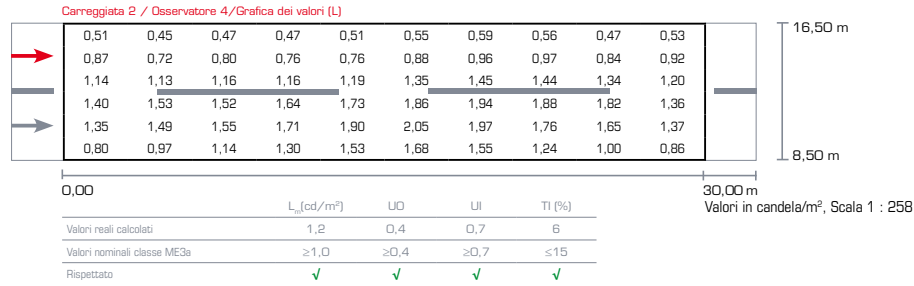 Carreggiata 2 / Osservatore 4/Grafica dei valori (L)
0,51 0,45 0,47 0,47 0,51 0,55 0,59 0,56 0,47 0,53
16,50 m
0,87 0,72 0,80 0,76 0,76 0,88 0,96 0,97 0,84 0,92
1,14 1,13 1,16 1,16 1,19 1,35 1,45 1,44 1,34 1,20
1,40 1,53 1,52 1,64 1,73 1,86 1,94 1,88 1,82 1,36
1,35 1,49 1,55 1,71 1,90 2,05 1,97 1,76 1,65 1,37
0,80 0,97 1,14 1,30 1,53 1,68 1,55 1,24 1,00 0,86
8,50 m
0,00 30,00 m
Valori in candela/m², Scala 1 : 258
Lm(cd/m²) UO UI TI (%)
Valori reali calcolati 1,2 0,4 0,7 6
Valori nominali classe ME3a ≥1,0 ≥0,4 ≥0,7 ≤15
Rispettato √ √ √ √